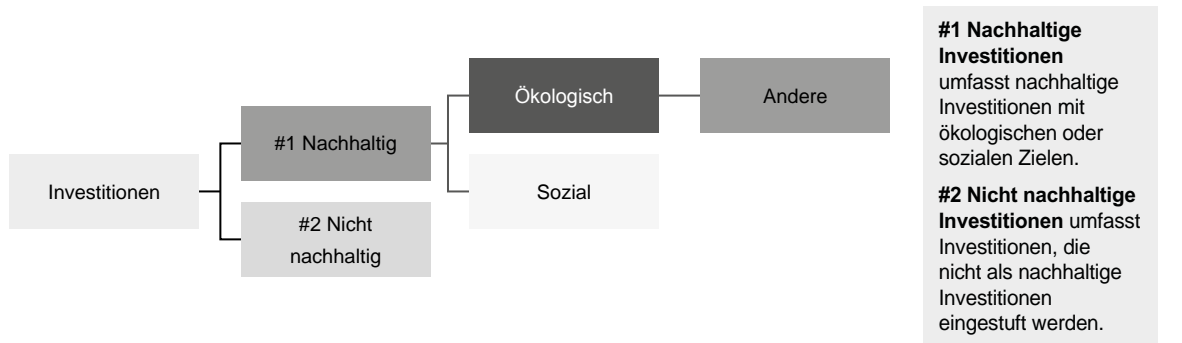 Investitionen
#1 Nachhaltig
#2 Nicht
nachhaltig
Ökologisch
Sozial
Andere
#1 Nachhaltige
Investitionen
umfasst nachhaltige
Investitionen mit
ökologischen oder
sozialen Zielen.
#2 Nicht nachhaltige
Investitionen umfasst
Investitionen, die
nicht als nachhaltige
Investitionen
eingestuft werden.